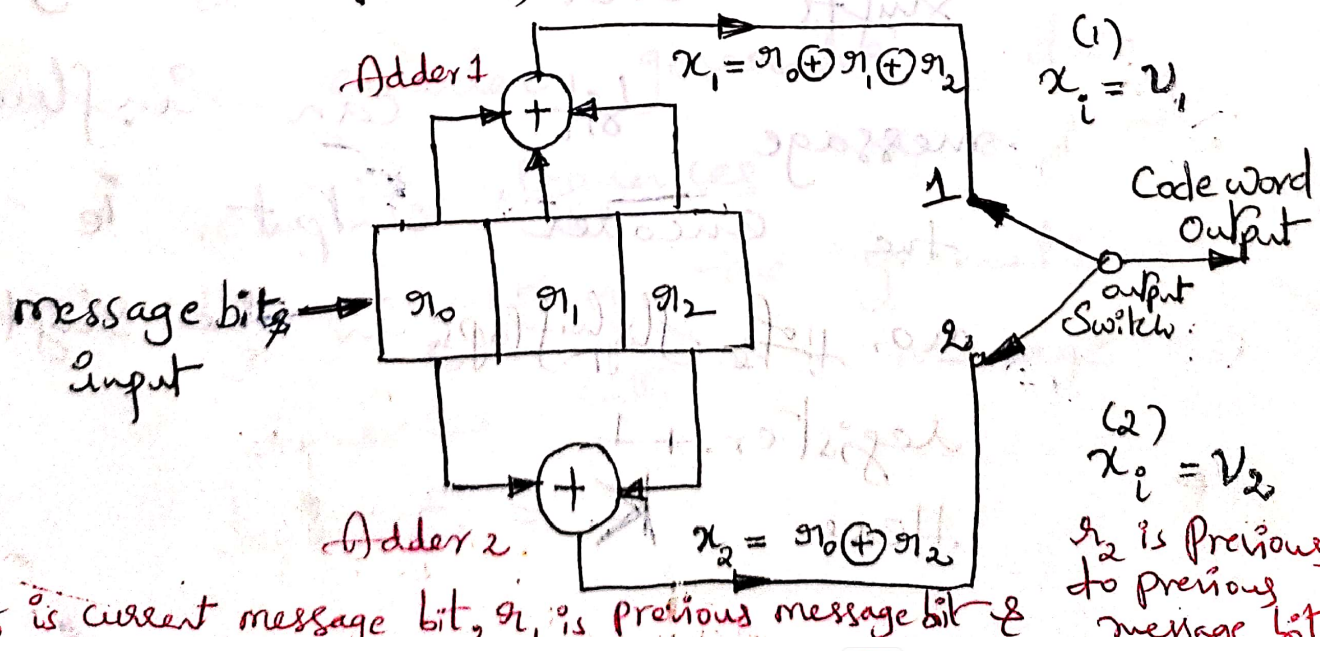 Adder 1
+
x₁ = r₀ ⊕ r₁ ⊕ r₂
xᵢ⁽¹⁾ = v₁
1
Code word
Output
message bits
input
r₀ r₁ r₂
output
Switch.
2
+
Adder 2.
x₂ = r₀ ⊕ r₂
xᵢ⁽²⁾ = v₂
r₂ is Previous
to previous
message bit
is current message bit, r₁ is previous message bit &